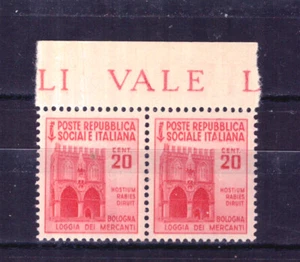 LI VALE L
POSTE REPUBBLICA
SOCIALE ITALIANA
CENT.
20
HOSTIUM
RABIES
DIRUIT
BOLOGNA
LOGGIA DEI MERCANTI
POSTE REPUBBLICA
SOCIALE ITALIANA
CENT.
20
HOSTIUM
RABIES
DIRUIT
BOLOGNA
LOGGIA DEI MERCANTI